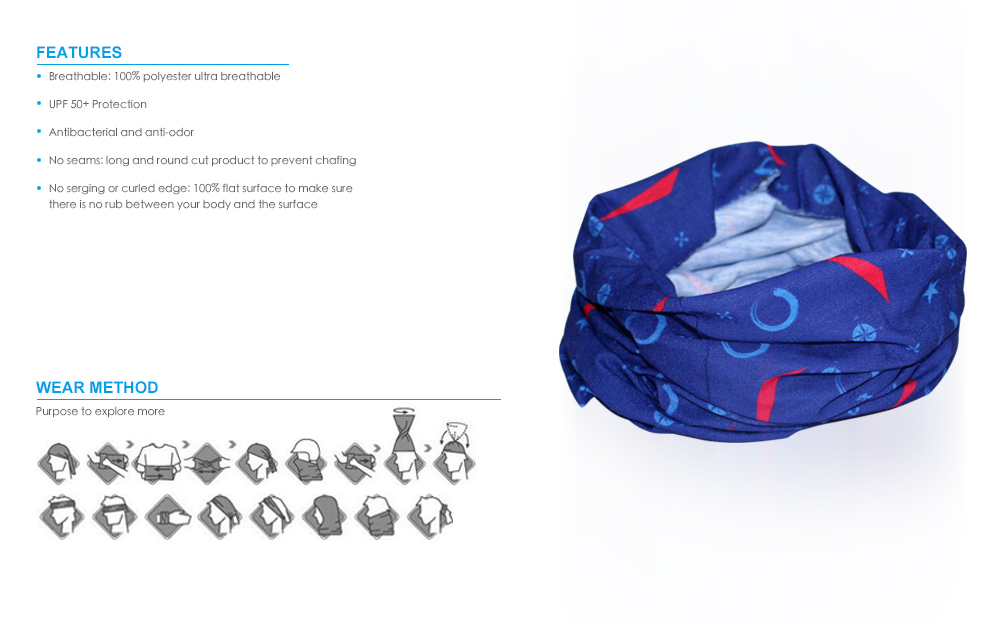 FEATURES
Breathable: 100% polyester ultra breathable
UPF 50+ Protection
Antibacterial and anti-odor
No seams: long and round cut product to prevent chafing
No serging or curled edge: 100% flat surface to make sure
there is no rub between your body and the surface
WEAR METHOD
Purpose to explore more